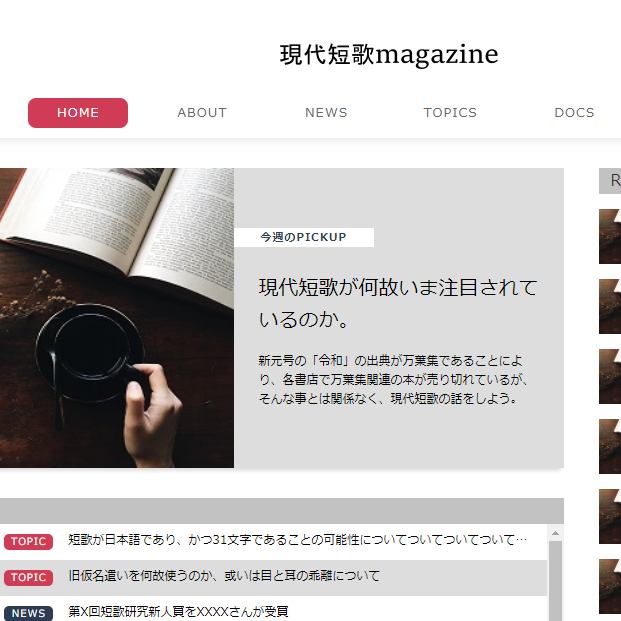 現代短歌magazine
HOME ABOUT NEWS TOPICS DOCS
R
今週のPICKUP
現代短歌が何故いま注目されて
いるのか。
新元号の「令和」の出典が万葉集であることによ
り、各書店で万葉集関連の本が売り切れているが、
そんな事とは関係なく、現代短歌の話をしよう。
TOPIC 短歌が日本語であり、かつ31文字であることの可能性についてついてついてついて…
TOPIC 旧仮名遣いを何故使うのか、或いは目と耳の乖離について
NEWS 第X回短歌研究新人賞をXXXXさんが受賞